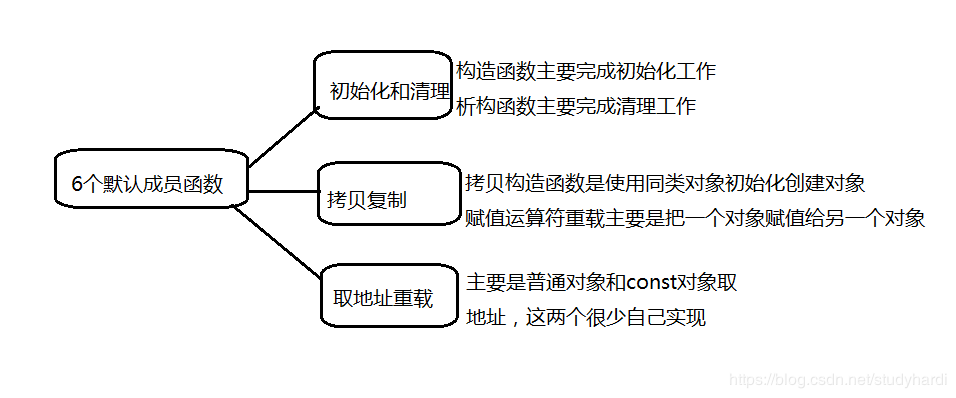 构造函数主要完成初始化工作
初始化和清理
析构函数主要完成清理工作
6个默认成员函数
拷贝构造函数是使用同类对象初始化创建对象
拷贝复制
赋值运算符重载主要是把一个对象赋值给另一个对象
主要是普通对象和const对象取
取地址重载
地址，这两个很少自己实现
https://blog.csdn.net/studyhardi